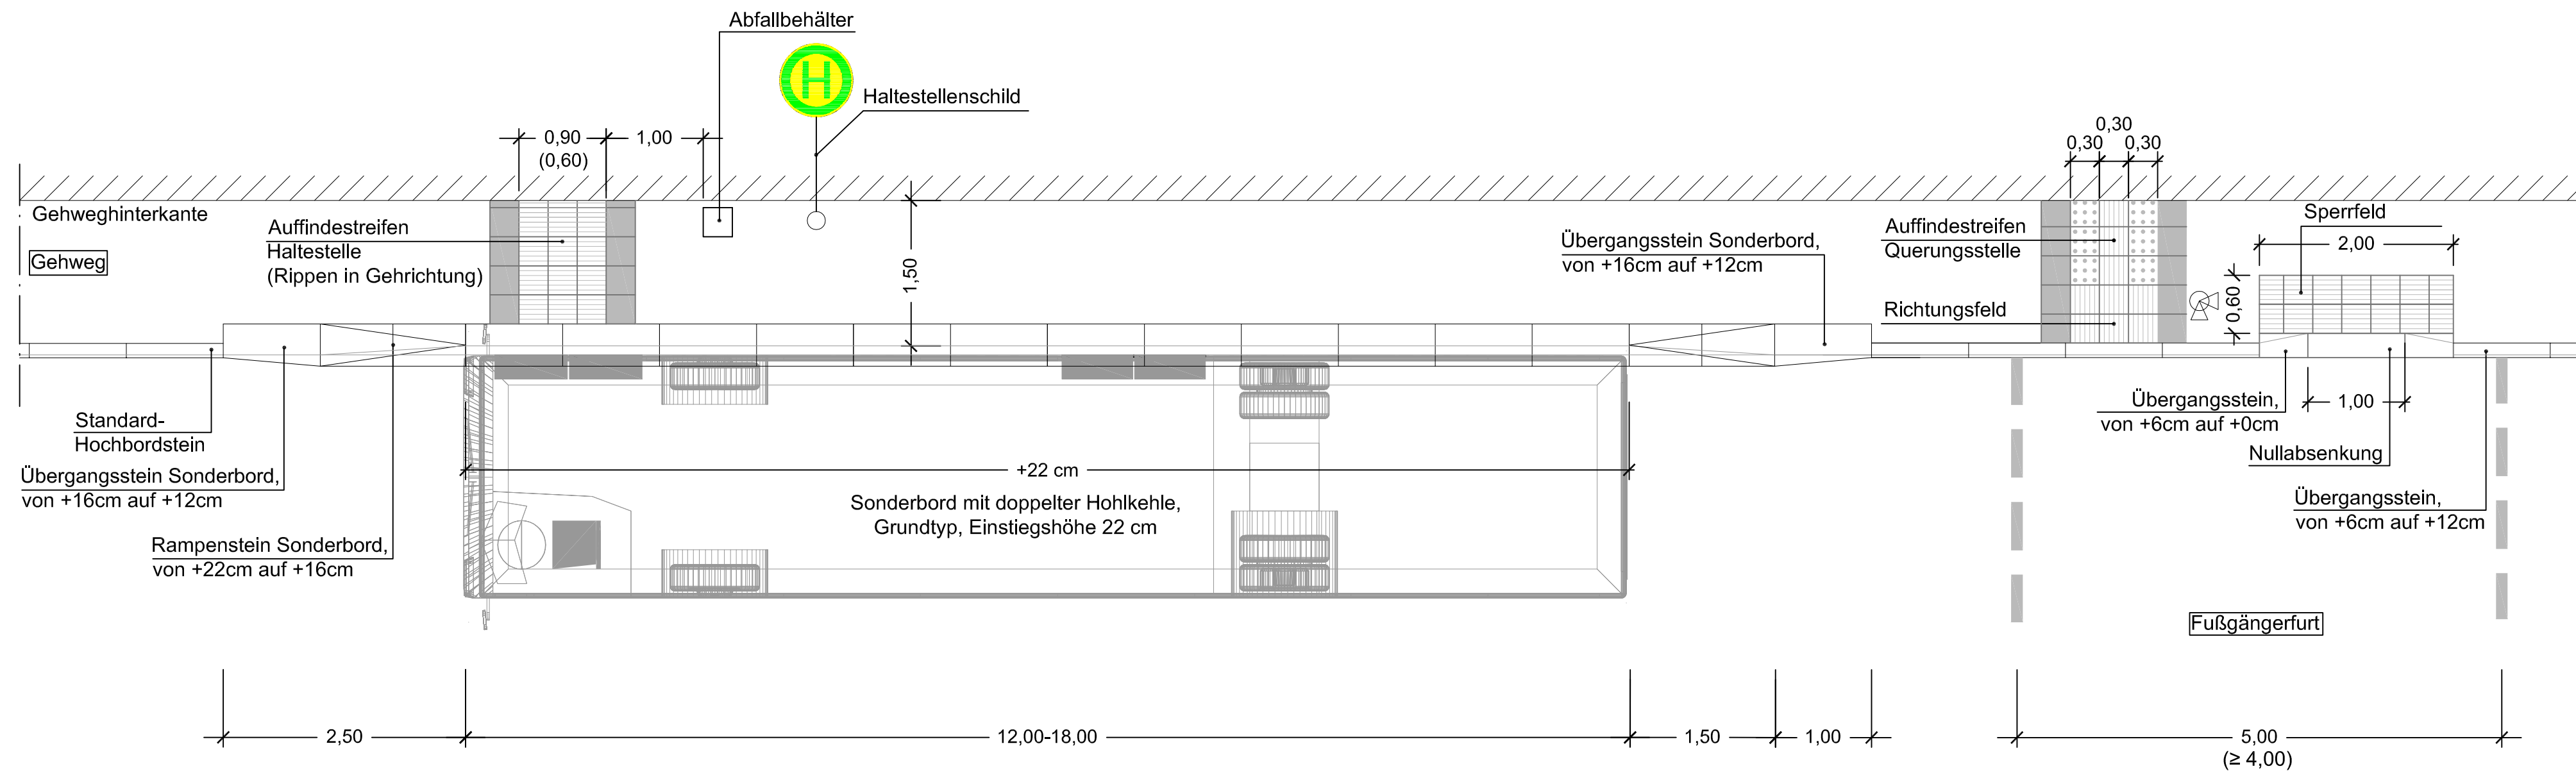 Abfallbehälter
H
Haltestellenschild
0,90
(0,60)
1,00
0,30
0,30
0,30
Gehweghinterkante
Gehweg
Auffindestreifen
Haltestelle
(Rippen in Gehrichtung)
1,50
Übergangsstein Sonderbord,
von +16cm auf +12cm
Auffindestreifen
Querungsstelle
Richtungsfeld
Sperrfeld
2,00
0,60
Standard-
Hochbordstein
Übergangsstein Sonderbord,
von +16cm auf +12cm
Rampenstein Sonderbord,
von +22cm auf +16cm
+22 cm
Sonderbord mit doppelter Hohlkehle,
Grundtyp, Einstiegshöhe 22 cm
Übergangsstein,
von +6cm auf +0cm
1,00
Nullabsenkung
Übergangsstein,
von +6cm auf +12cm
Fußgängerfurt
2,50
12,00-18,00
1,50
1,00
5,00
(≥ 4,00)